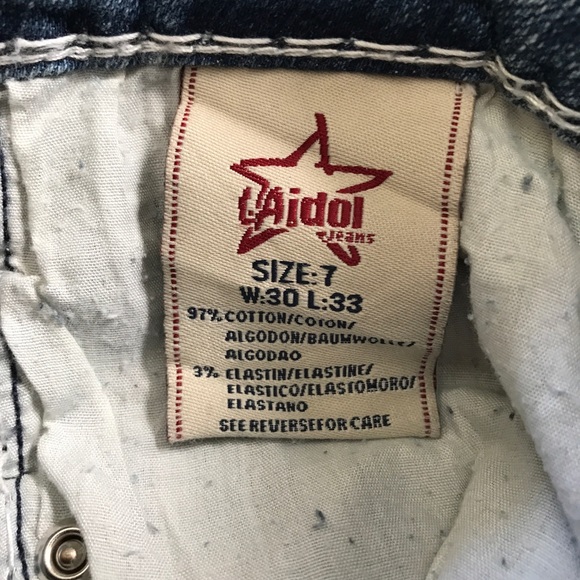 LAidol
Jeans
SIZE: 7
W:30 L:33
97% COTTON/COTON/
ALGODON/BAUMWOLLE/
ALGODAO
3% ELASTIN/ELASTINE/
ELASTICO/ELASTOMORO/
ELASTANO
SEE REVERSE FOR CARE